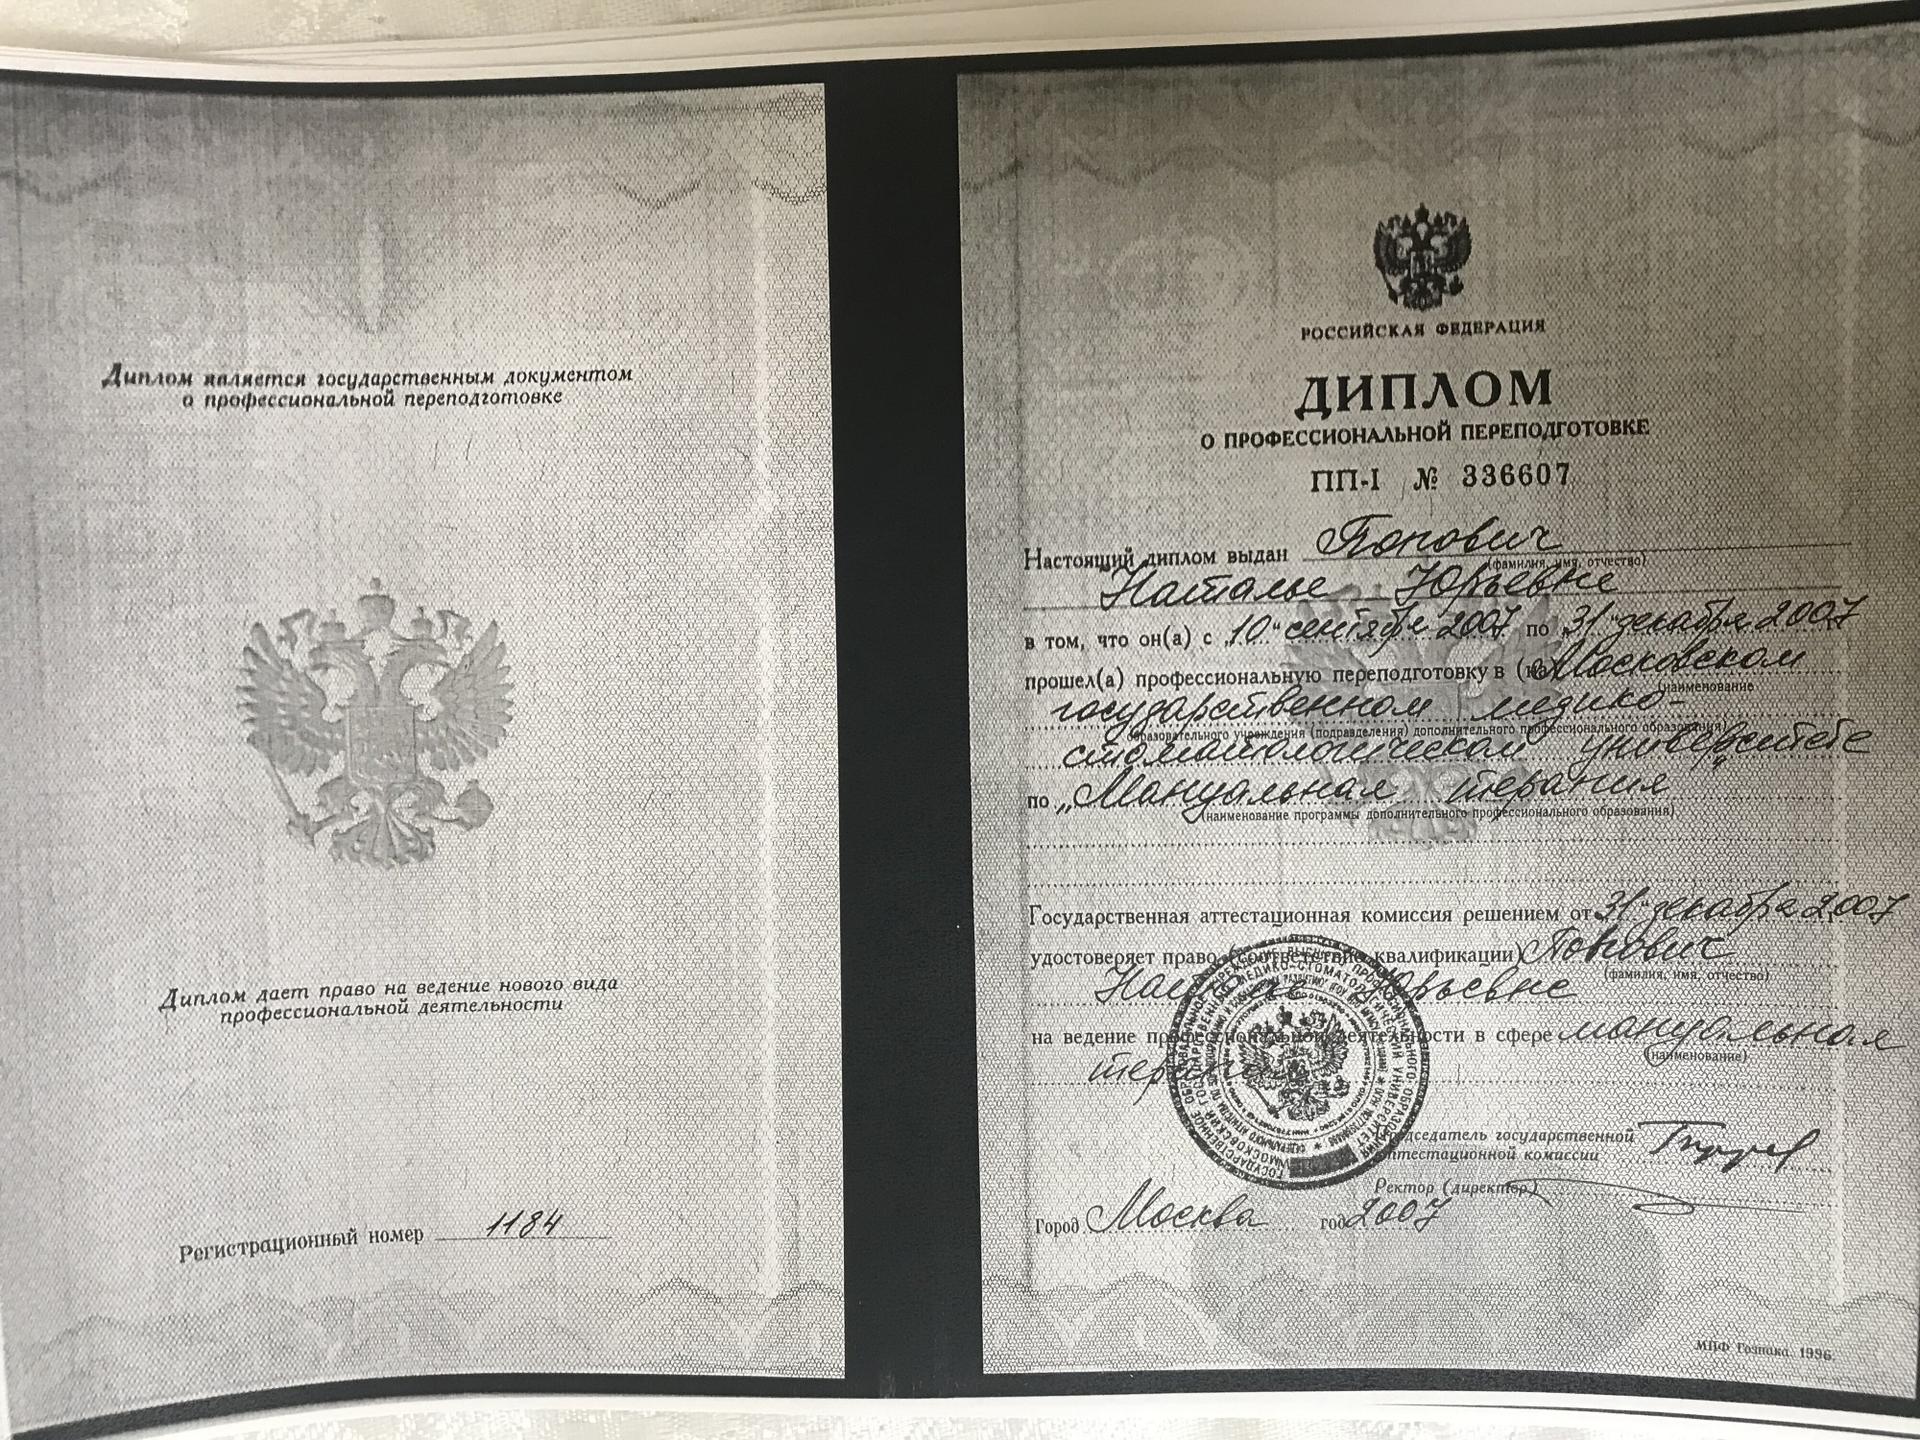 Диплом является государственным документом
о профессиональной переподготовке
Диплом дает право на ведение нового вида
профессиональной деятельности
Регистрационный номер 1184
РОССИЙСКАЯ ФЕДЕРАЦИЯ
ДИПЛОМ
О ПРОФЕССИОНАЛЬНОЙ ПЕРЕПОДГОТОВКЕ
ПП-I № 336607
Настоящий диплом выдан Попович
(фамилия, имя, отчество)
Наталье Юрьевне
в том, что он(а) с „10" сентября 2007 по „31" декабря 2007
прошел(а) профессиональную переподготовку в (на) Московском
(наименование
государственном медико-
образовательного учреждения (подразделения) дополнительного профессионального образования)
стоматологическом университете
по „Мануальная терапия"
(наименование программы дополнительного профессионального образования)
Государственная аттестационная комиссия решением от „31" декабря 2007
удостоверяет право (соответствие квалификации) Попович
(фамилия, имя, отчество)
Наталье Юрьевне
на ведение профессиональной деятельности в сфере мануальная
(наименование)
терапия
Председатель государственной
аттестационной комиссии
Ректор (директор)
Город Москва год 2007
МПФ Гознака. 1996.